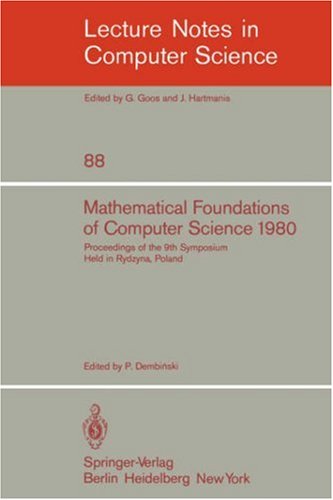 Lecture Notes in
Computer Science
Edited by G. Goos and J. Hartmanis
88
Mathematical Foundations
of Computer Science 1980
Proceedings of the 9th Symposium
Held in Rydzyna, Poland
Edited by P. Dembiński
Springer-Verlag
Berlin Heidelberg New York